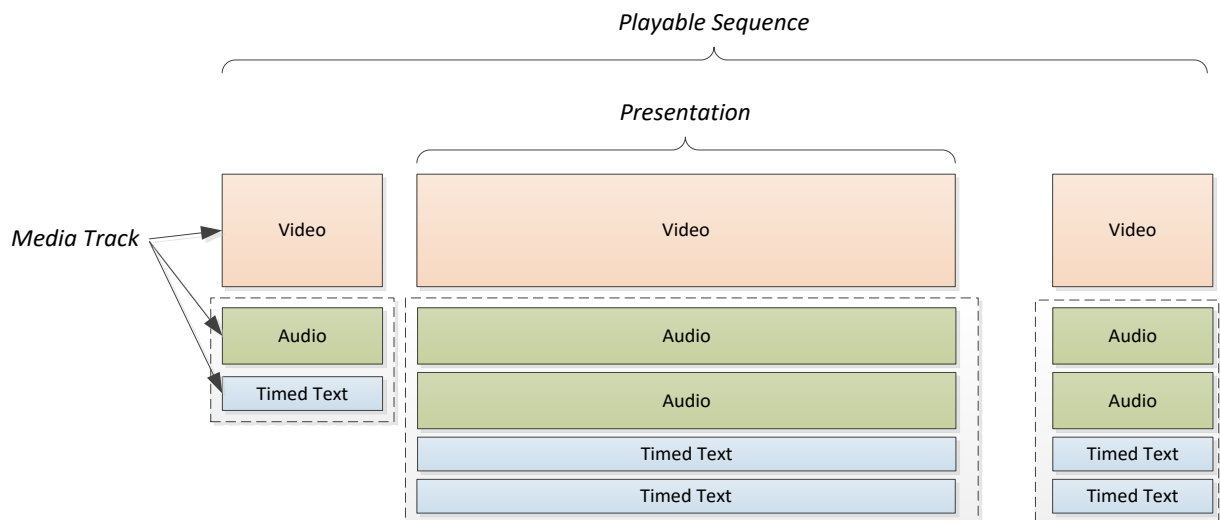 Playable Sequence
Presentation
Media Track
Video
Video
Video
Audio
Audio
Audio
Timed Text
Audio
Audio
Timed Text
Timed Text
Timed Text
Timed Text